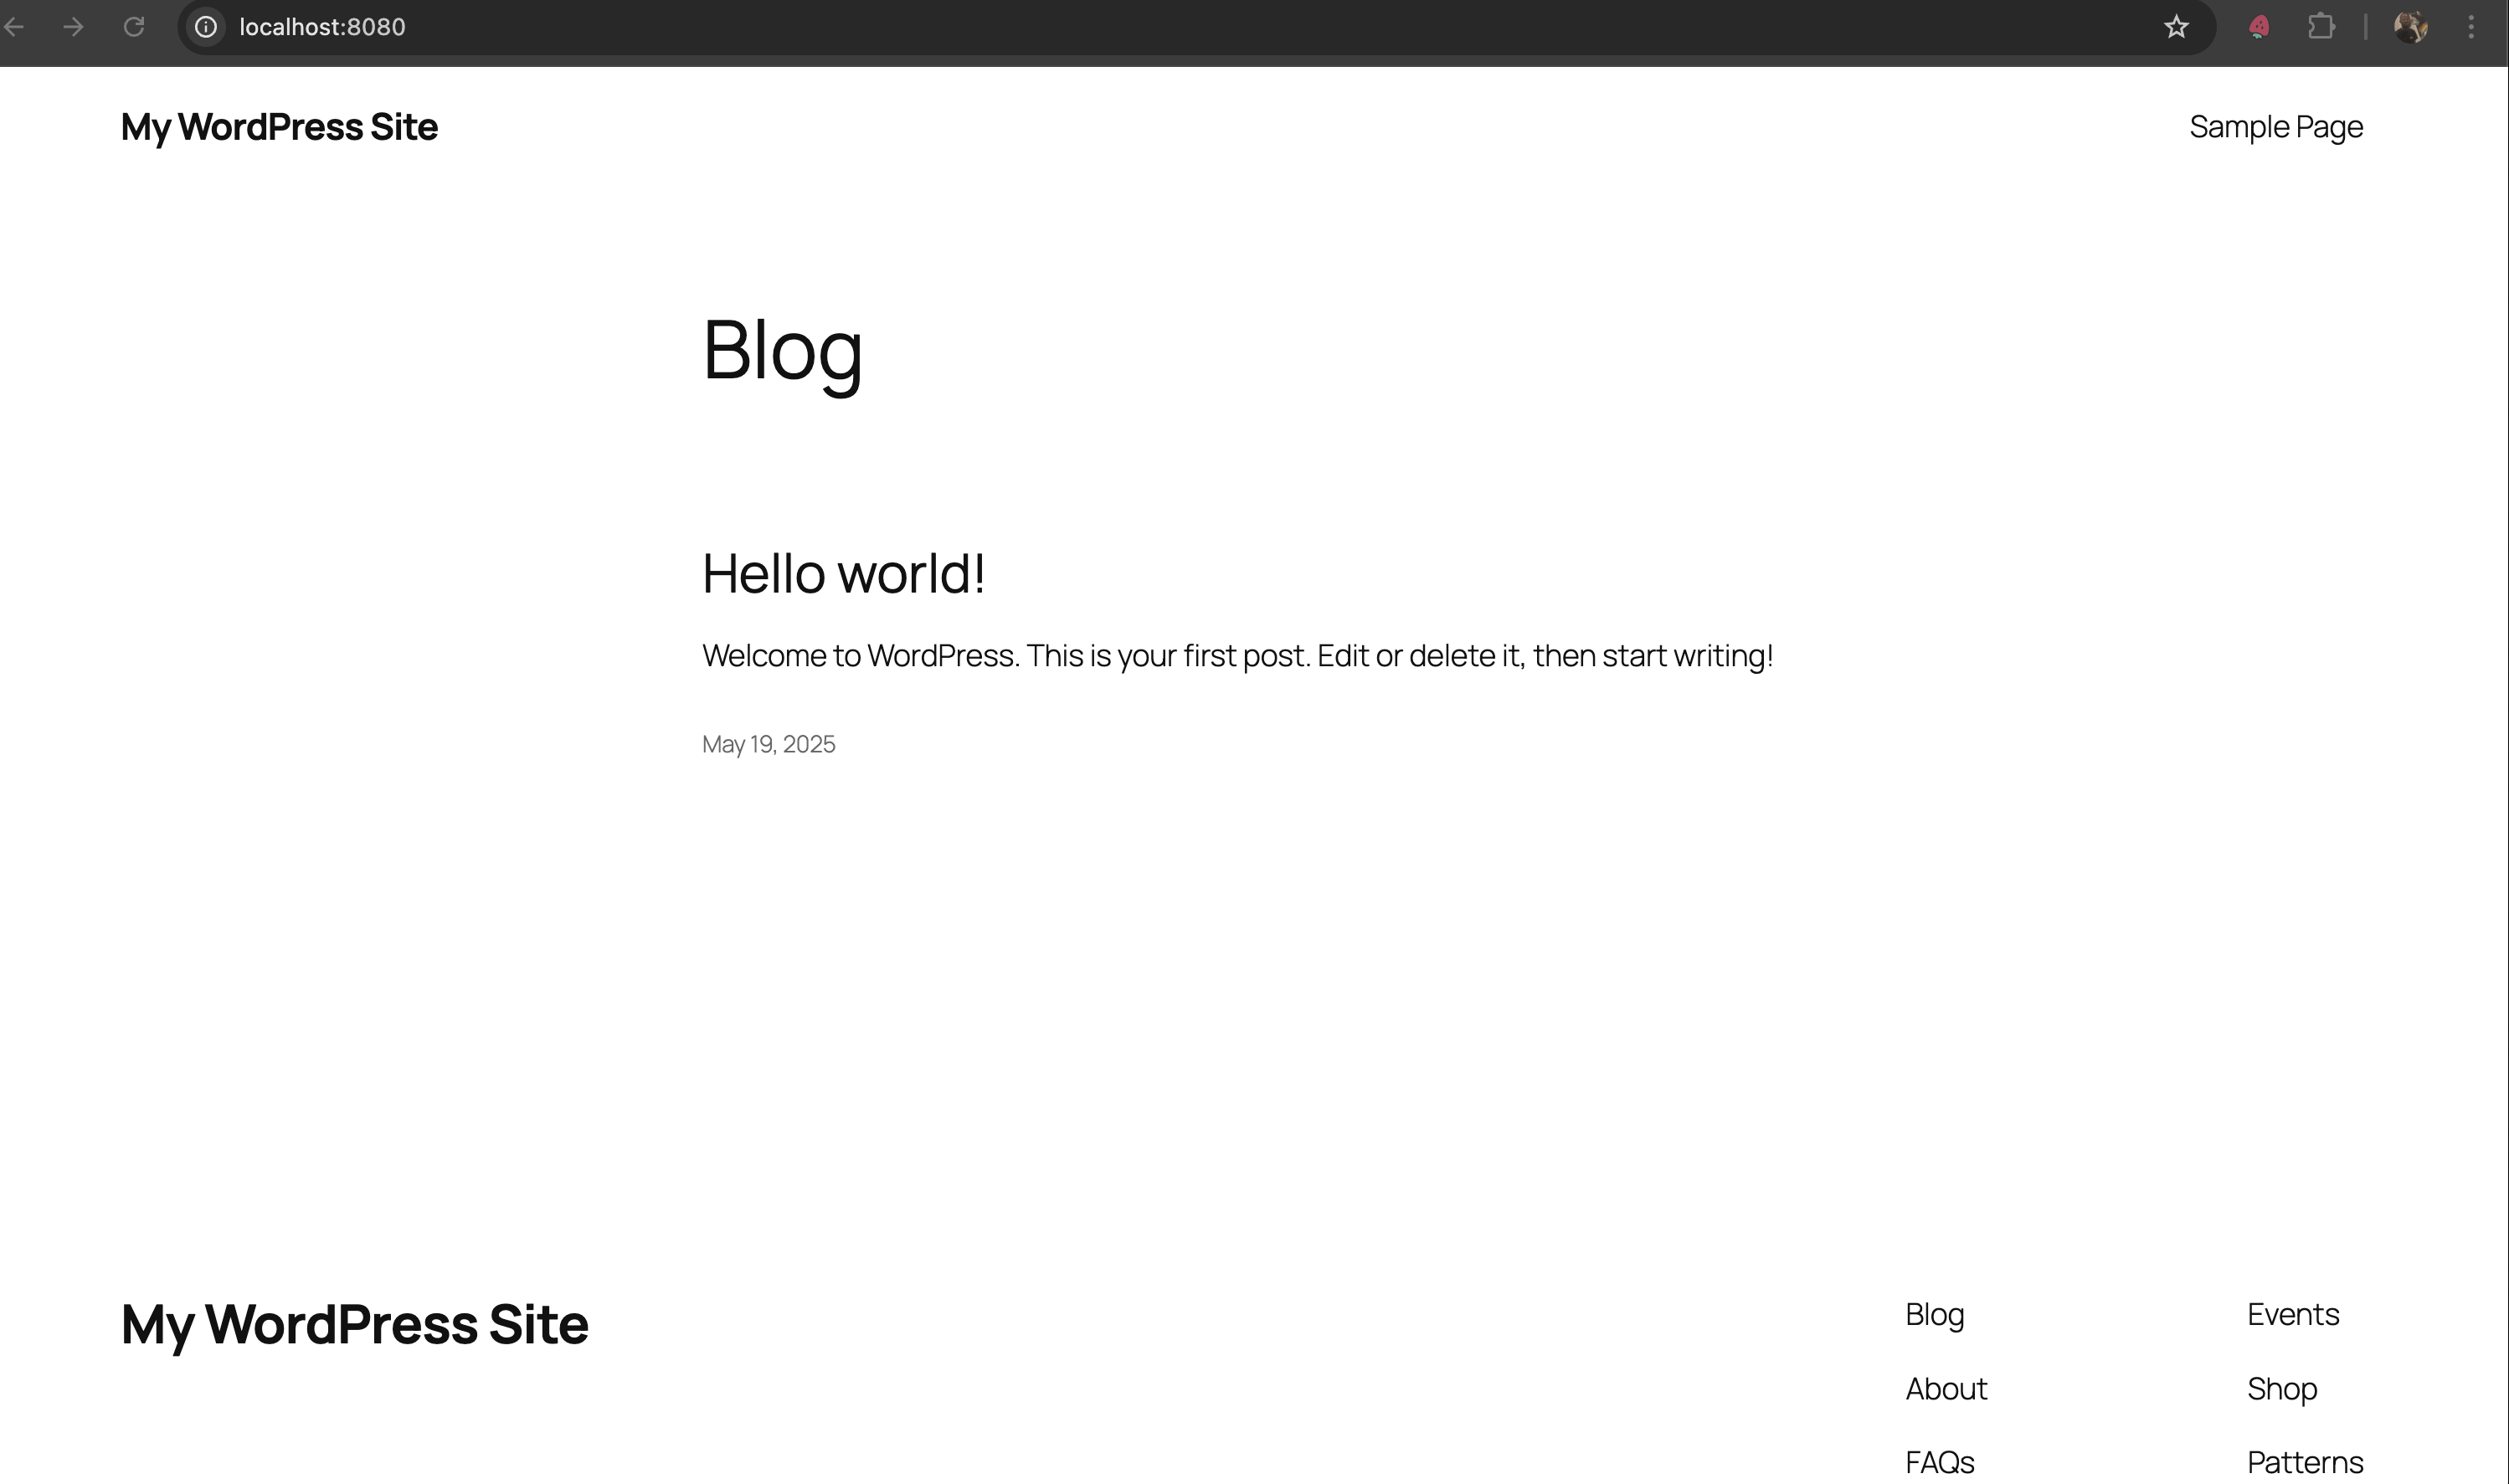 localhost:8080
My WordPress Site
Sample Page
Blog
Hello world!
Welcome to WordPress. This is your first post. Edit or delete it, then start writing!
May 19, 2025
My WordPress Site
Blog
Events
About
Shop
FAQs
Patterns